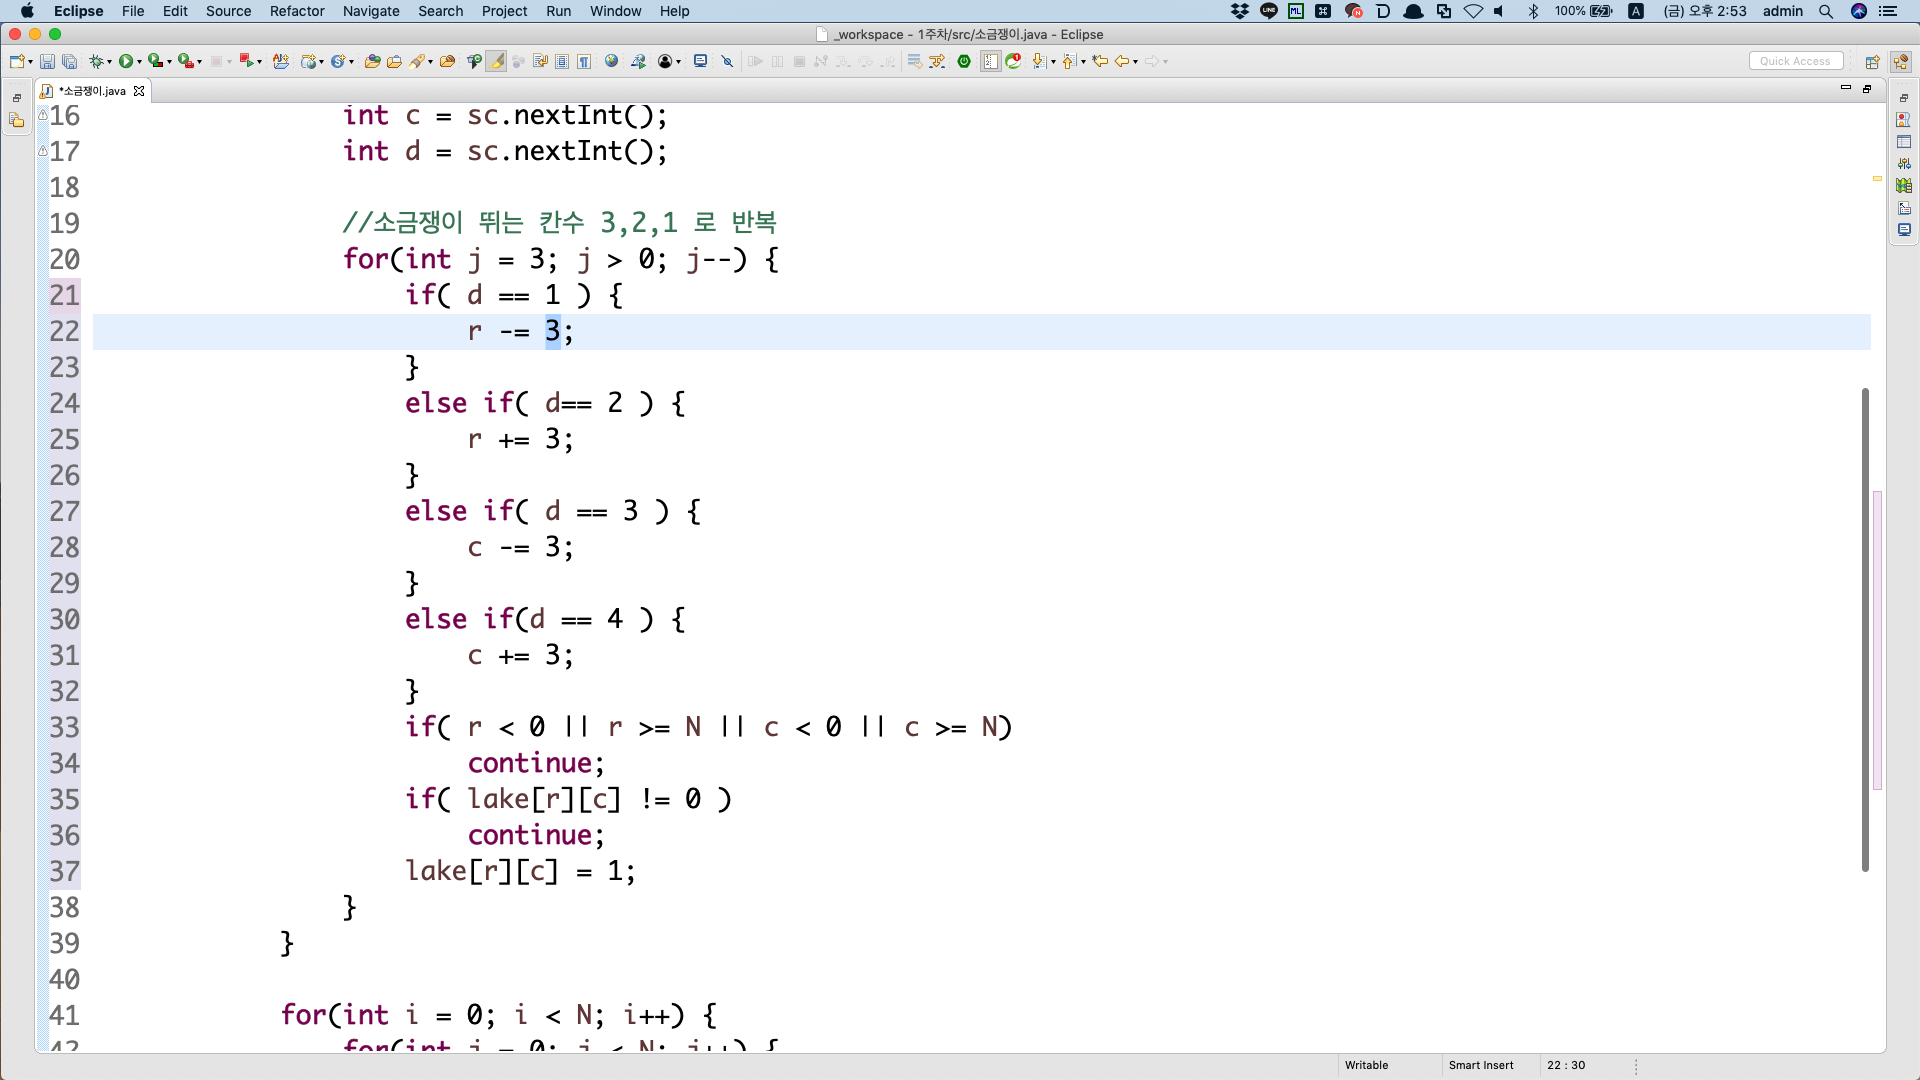 Eclipse File Edit Source Refactor Navigate Search Project Run Window Help 100% (금) 오후 2:53 admin
_workspace - 1주차/src/소금쟁이.java - Eclipse
Quick Access
*소금쟁이.java
16 int c = sc.nextInt();
17 int d = sc.nextInt();
18
19 //소금쟁이 뛰는 칸수 3,2,1 로 반복
20 for(int j = 3; j > 0; j--) {
21 if( d == 1 ) {
22 r -= 3;
23 }
24 else if( d== 2 ) {
25 r += 3;
26 }
27 else if( d == 3 ) {
28 c -= 3;
29 }
30 else if(d == 4 ) {
31 c += 3;
32 }
33 if( r < 0 || r >= N || c < 0 || c >= N)
34 continue;
35 if( lake[r][c] != 0 )
36 continue;
37 lake[r][c] = 1;
38 }
39 }
40
41 for(int i = 0; i < N; i++) {
42 for(int j = 0; j < N; j++) {
Writable Smart Insert 22 : 30